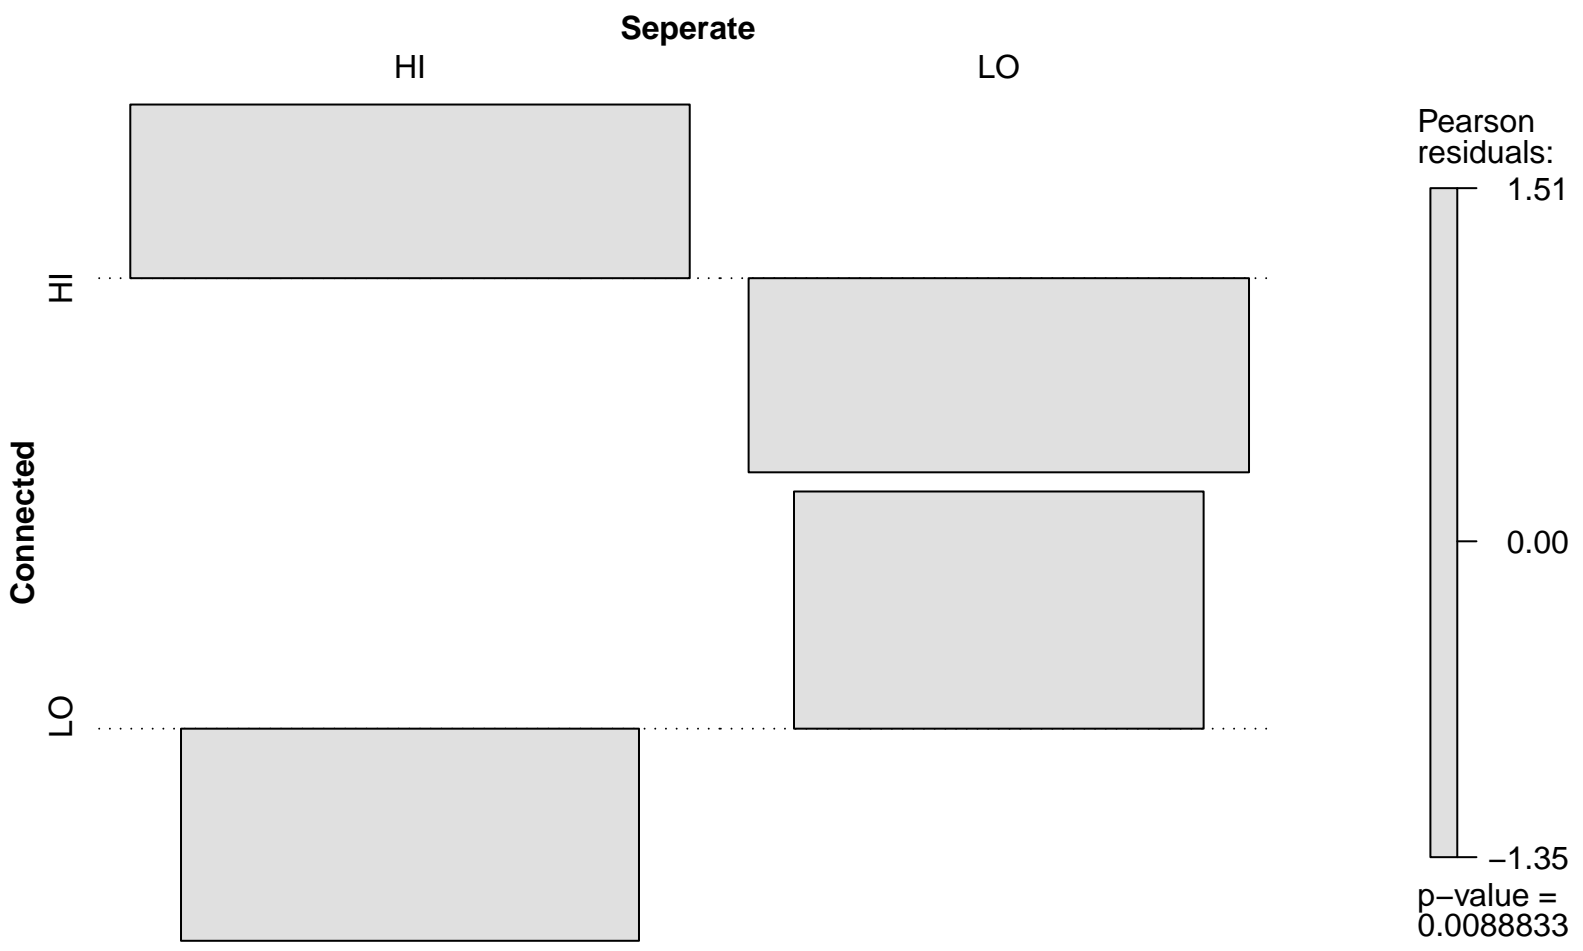 Seperate
HI
LO
HI
Connected
LO
Pearson
residuals:
1.51
0.00
−1.35
p−value =
0.0088833